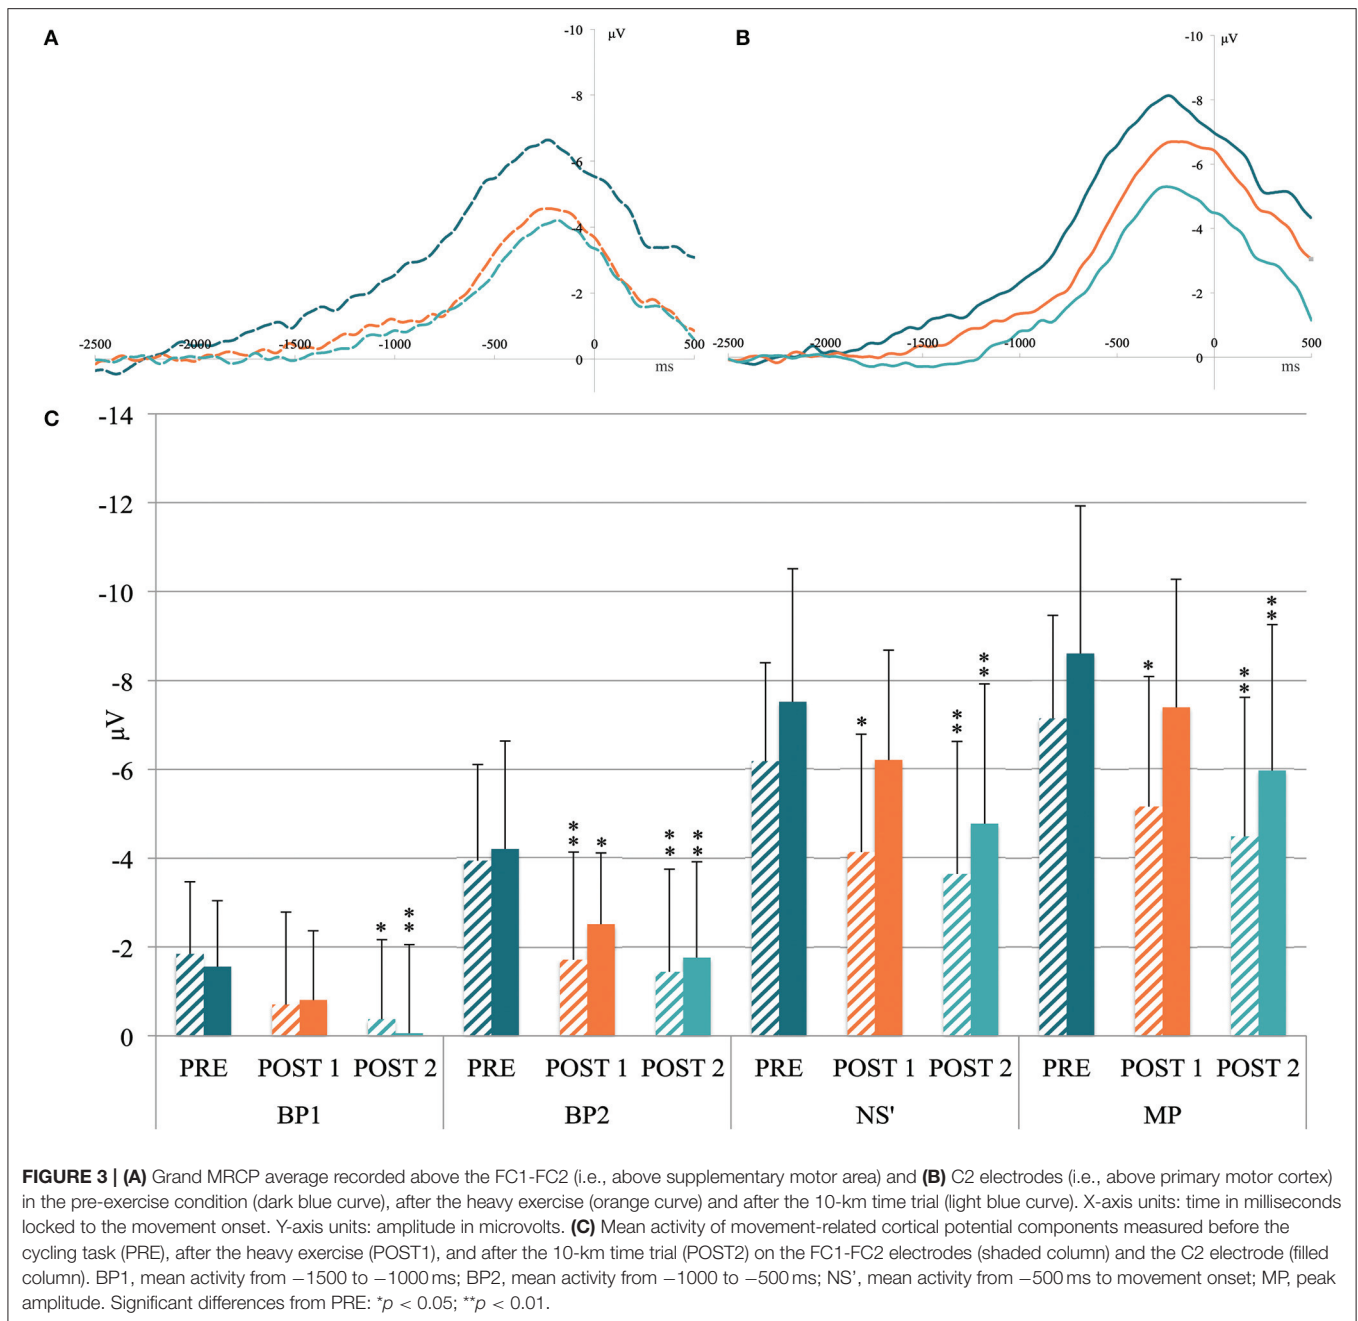 A
-10
μV
-8
-6
-4
-2
-2500
-2000
-1500
-1000
-500
0
0
500
ms
B
-10
μV
-8
-6
-4
-2
-2500
-2000
-1500
-1000
-500
0
0
500
ms
C
-14
-12
-10
-8
-6
-4
-2
0
μV
* ** ** * ** ** * ** ** * ** **
PRE POST 1 POST 2 PRE POST 1 POST 2 PRE POST 1 POST 2 PRE POST 1 POST 2
BP1 BP2 NS' MP
FIGURE 3 | (A) Grand MRCP average recorded above the FC1-FC2 (i.e., above supplementary motor area) and (B) C2 electrodes (i.e., above primary motor cortex)
in the pre-exercise condition (dark blue curve), after the heavy exercise (orange curve) and after the 10-km time trial (light blue curve). X-axis units: time in milliseconds
locked to the movement onset. Y-axis units: amplitude in microvolts. (C) Mean activity of movement-related cortical potential components measured before the
cycling task (PRE), after the heavy exercise (POST1), and after the 10-km time trial (POST2) on the FC1-FC2 electrodes (shaded column) and the C2 electrode (filled
column). BP1, mean activity from −1500 to −1000 ms; BP2, mean activity from −1000 to −500 ms; NS’, mean activity from −500 ms to movement onset; MP, peak
amplitude. Significant differences from PRE: *p < 0.05; **p < 0.01.